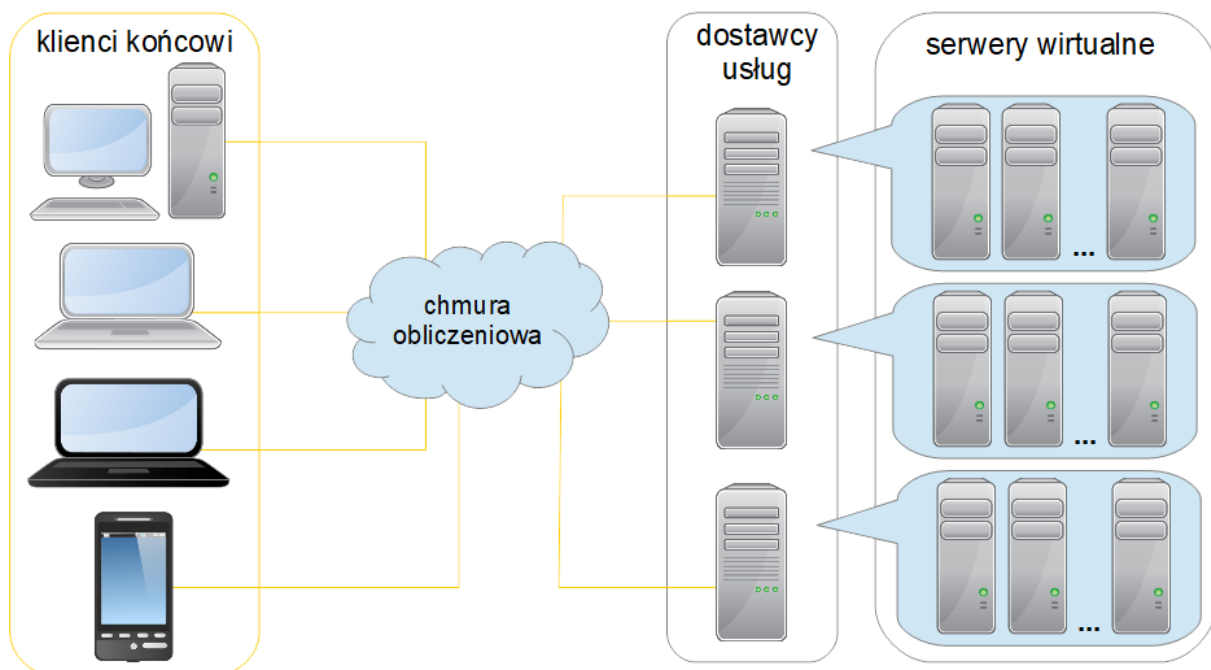 klienci końcowi
dostawcy
usług
serwery wirtualne
chmura
obliczeniowa
...
...
...